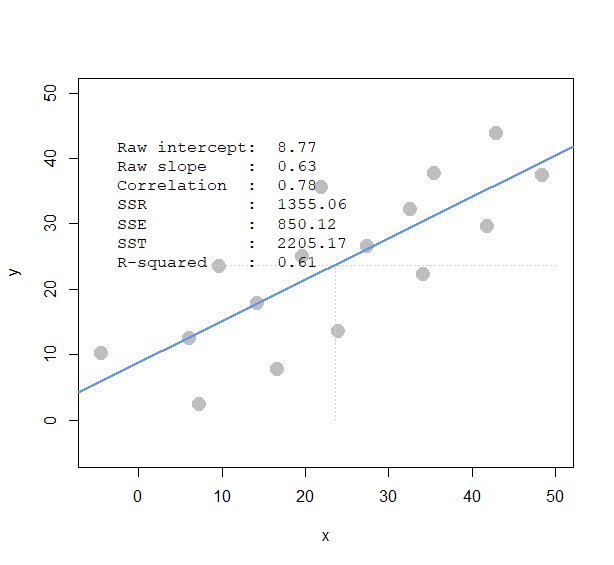 50
40
30
20
10
0
y
Raw intercept:  8.77
Raw slope    :  0.63
Correlation  :  0.78
SSR          :  1355.06
SSE          :  850.12
SST          :  2205.17
R-squared    :  0.61
0 10 20 30 40 50
x